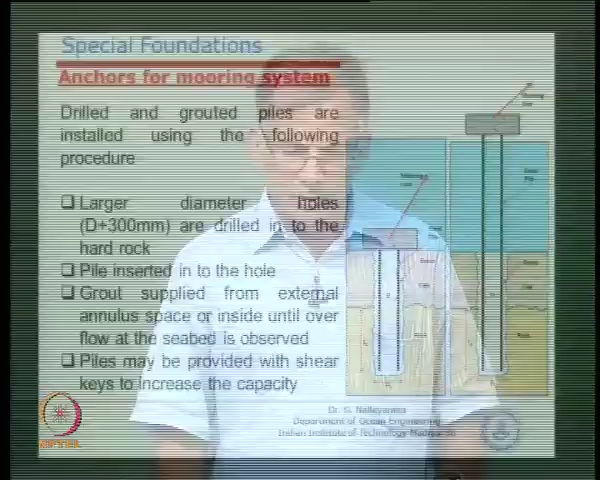 Special Foundations
Anchors for mooring system
Drilled and grouted piles are
installed using the following
procedure
❑ Larger diameter holes
(D+300mm) are drilled in to the
hard rock
❑ Pile inserted in to the hole
❑ Grout supplied from external
annulus space or inside until over
flow at the seabed is observed
❑ Piles may be provided with shear
keys to increase the capacity
Dr. S. Nallayarasu
Department of Ocean Engineering
Indian Institute of Technology Madras-36
NPTEL